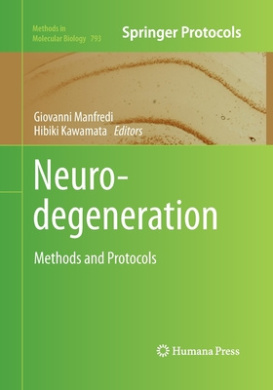 Methods in
Molecular Biology 793
Springer Protocols
Giovanni Manfredi
Hibiki Kawamata Editors
Neuro-
degeneration
Methods and Protocols
Humana Press